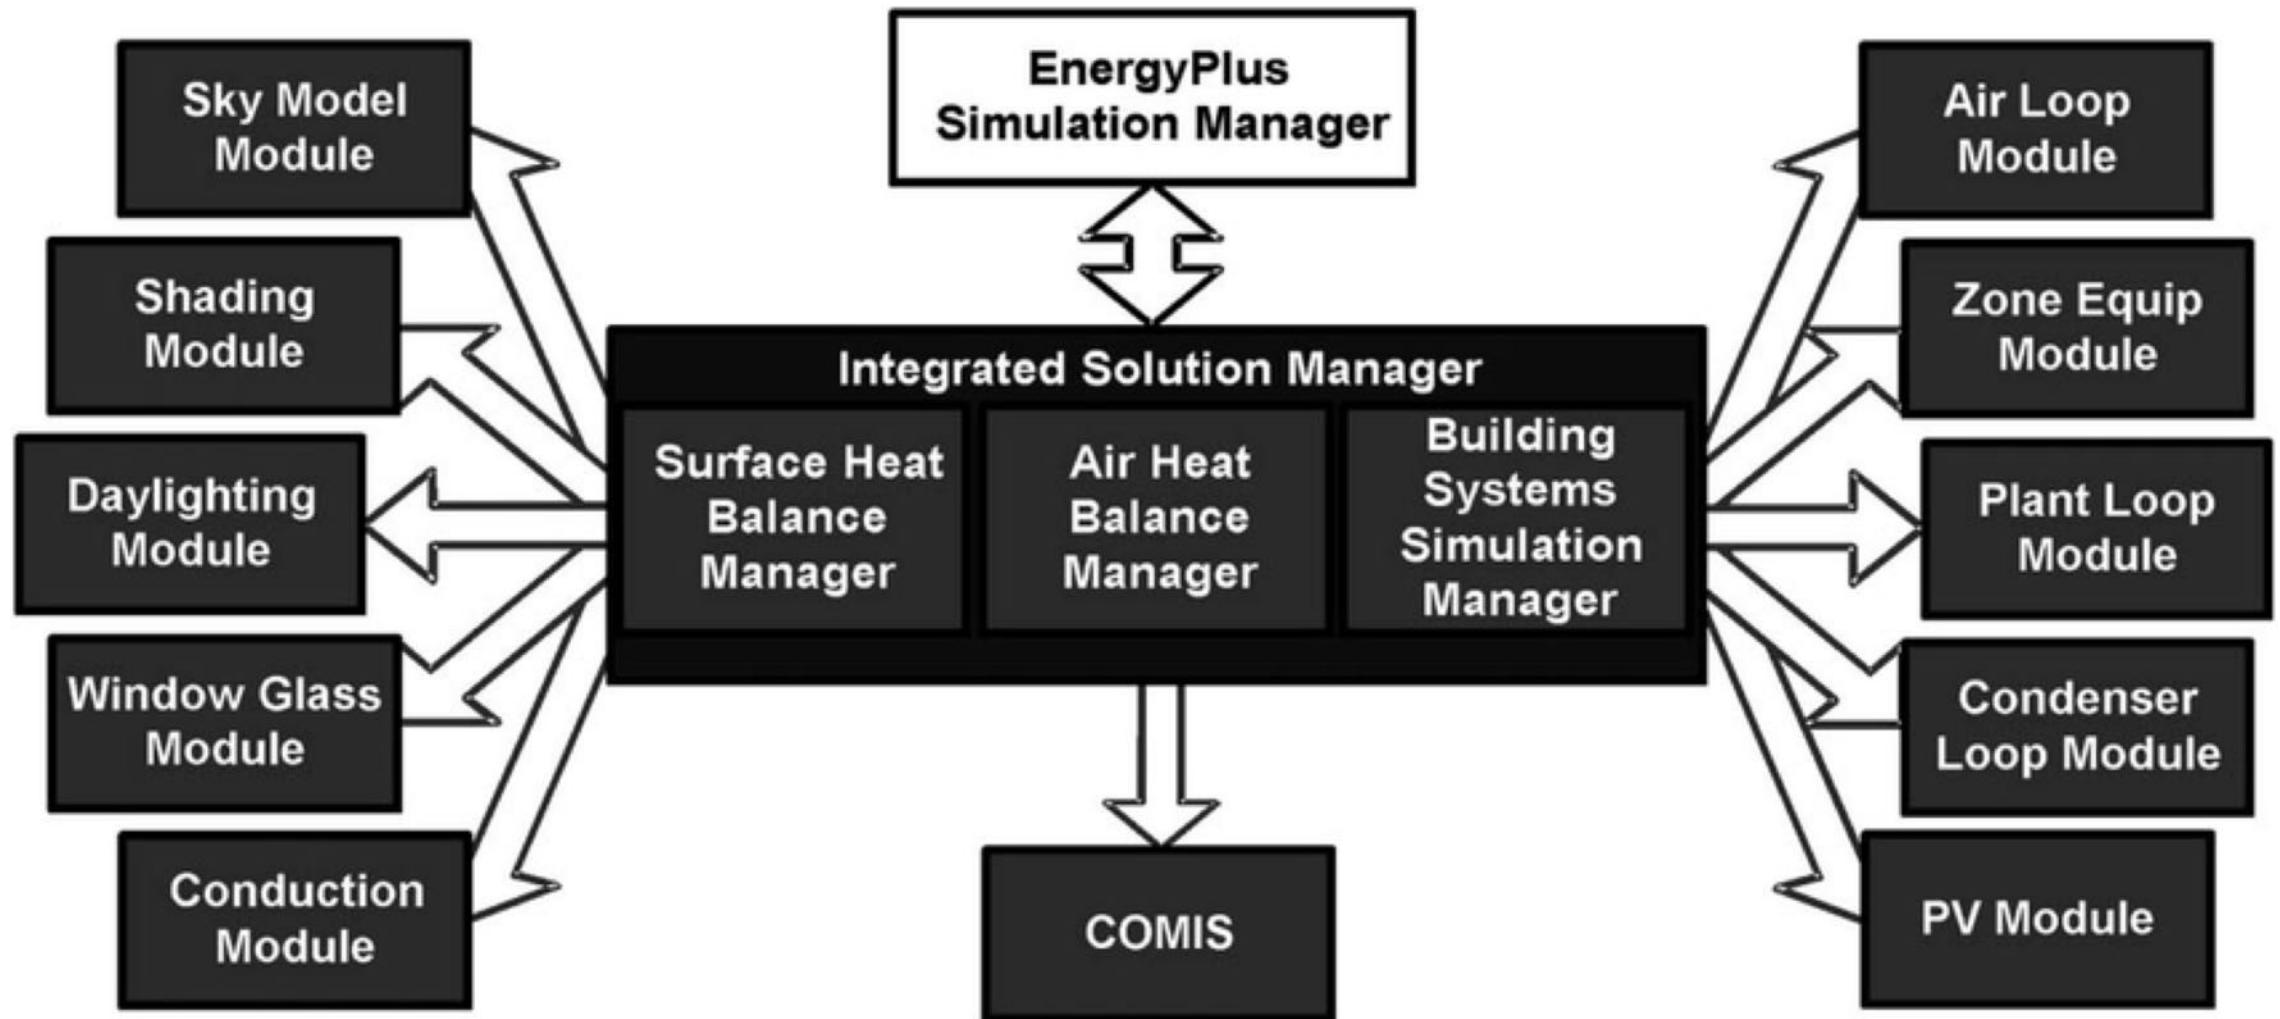 EnergyPlus
Simulation Manager
Sky Model
Module
Shading
Module
Daylighting
Module
Window Glass
Module
Conduction
Module
Integrated Solution Manager
Surface Heat
Balance
Manager
Air Heat
Balance
Manager
Building
Systems
Simulation
Manager
COMIS
Air Loop
Module
Zone Equip
Module
Plant Loop
Module
Condenser
Loop Module
PV Module